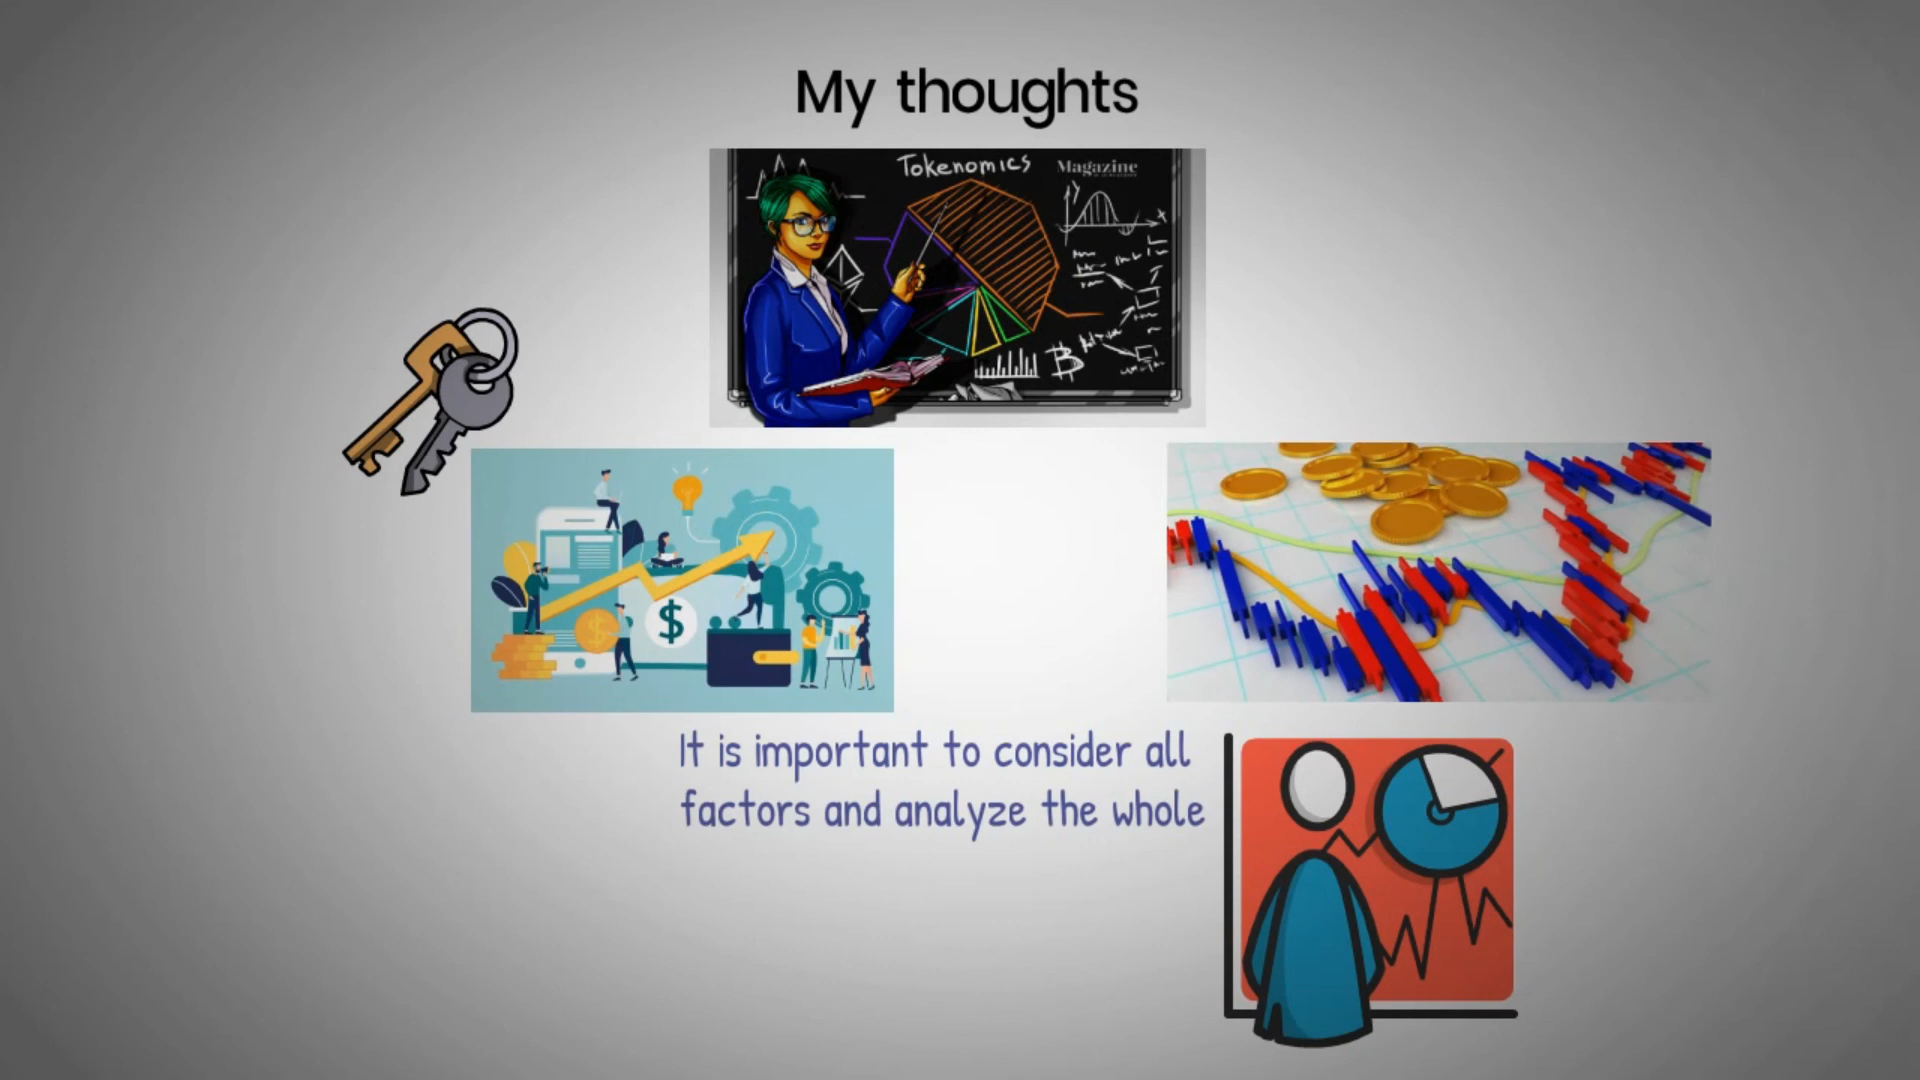 My thoughts
Tokenomics
Magazine
$
$
It is important to consider all
factors and analyze the whole